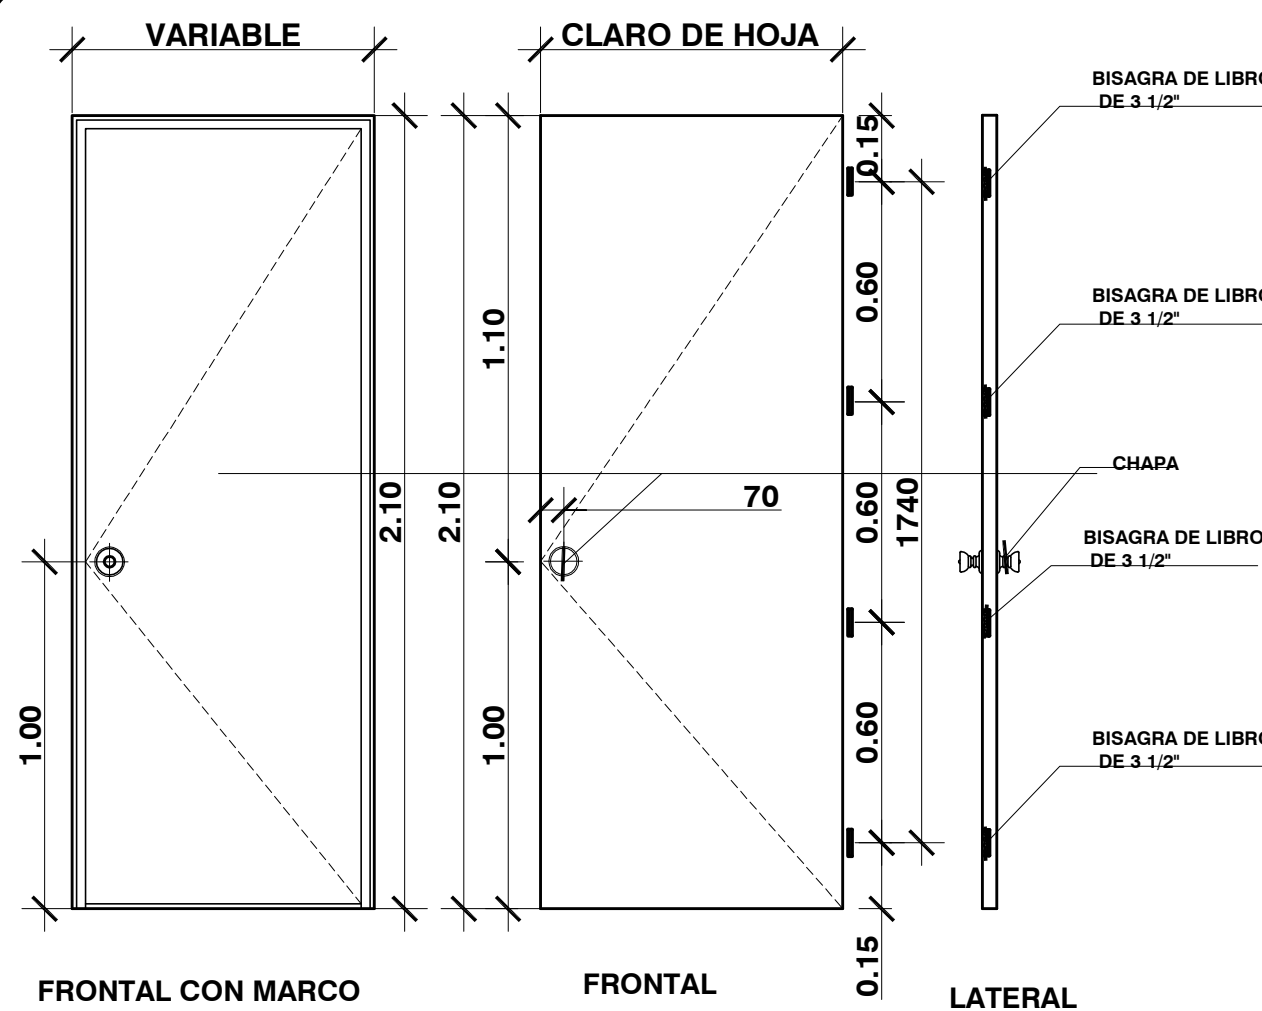 VARIABLE
CLARO DE HOJA
BISAGRA DE LIBRO
DE 3 1/2"
0.15
0.60
BISAGRA DE LIBRO
DE 3 1/2"
1.10
CHAPA
2.10
2.10
70
0.60
1740
BISAGRA DE LIBRO
DE 3 1/2"
1.00
1.00
0.60
BISAGRA DE LIBRO
DE 3 1/2"
0.15
FRONTAL CON MARCO
FRONTAL
LATERAL